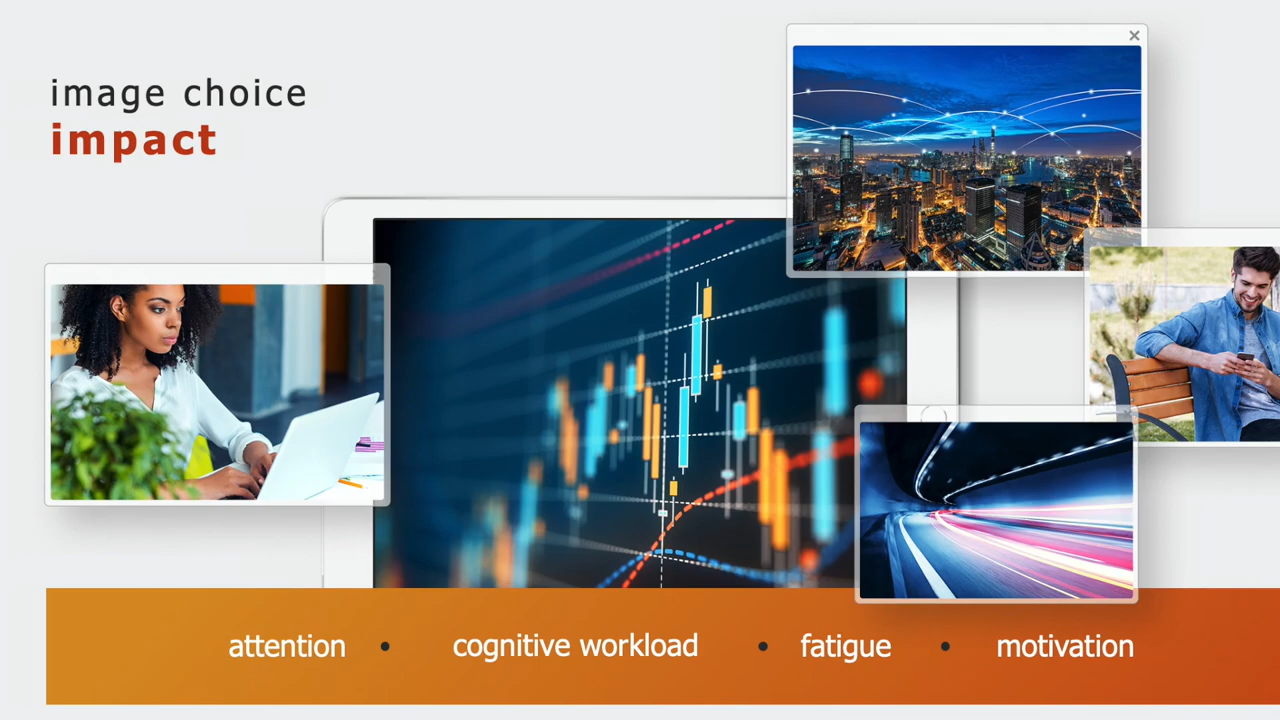 image choice
impact
attention • cognitive workload • fatigue • motivation